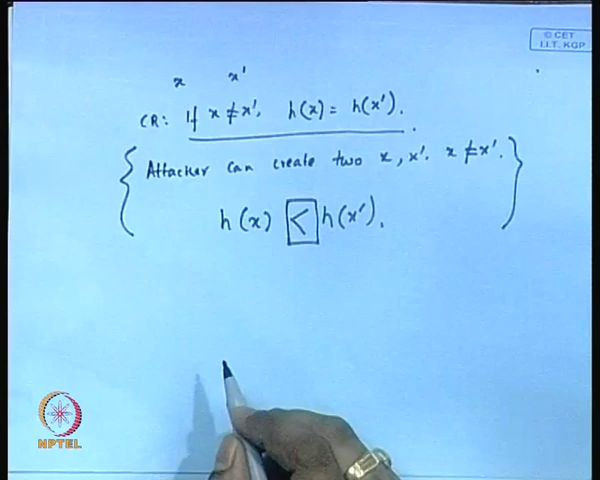 © CET
I.I.T. KGP
x x'
CR: If x ≠ x', h(x) = h(x').
Attacker can create two x, x'. x ≠ x'.
h(x) < h(x').
NPTEL